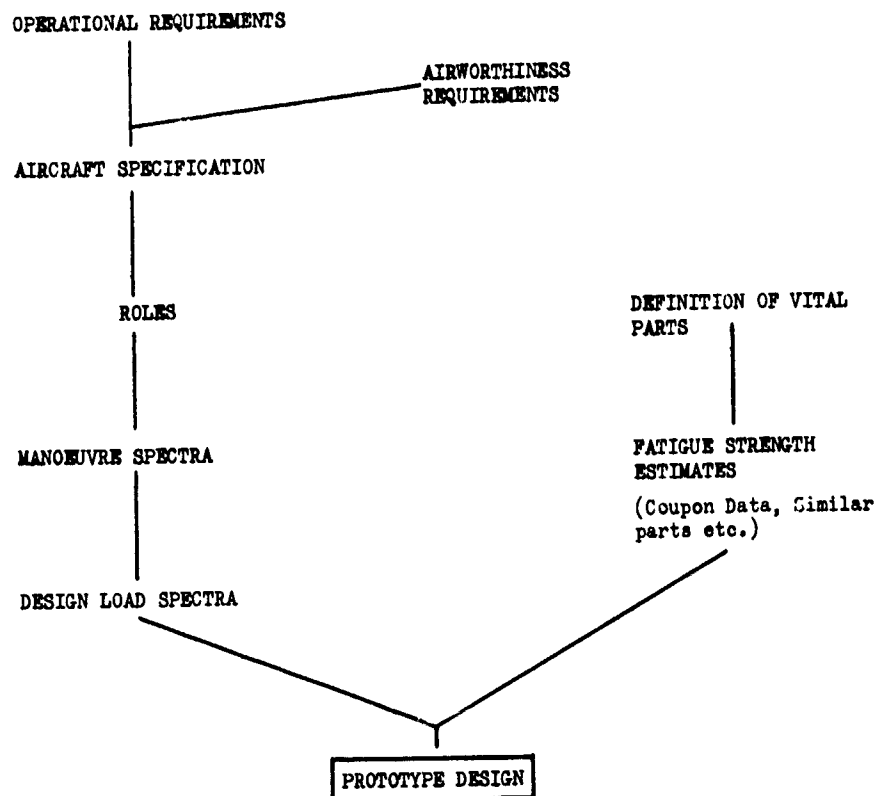 OPERATIONAL REQUIREMENTS
AIRWORTHINESS
REQUIREMENTS
AIRCRAFT SPECIFICATION
ROLES
DEFINITION OF VITAL
PARTS
MANOEUVRE SPECTRA
FATIGUE STRENGTH
ESTIMATES
(Coupon Data, Similar
parts etc.)
DESIGN LOAD SPECTRA
PROTOTYPE DESIGN